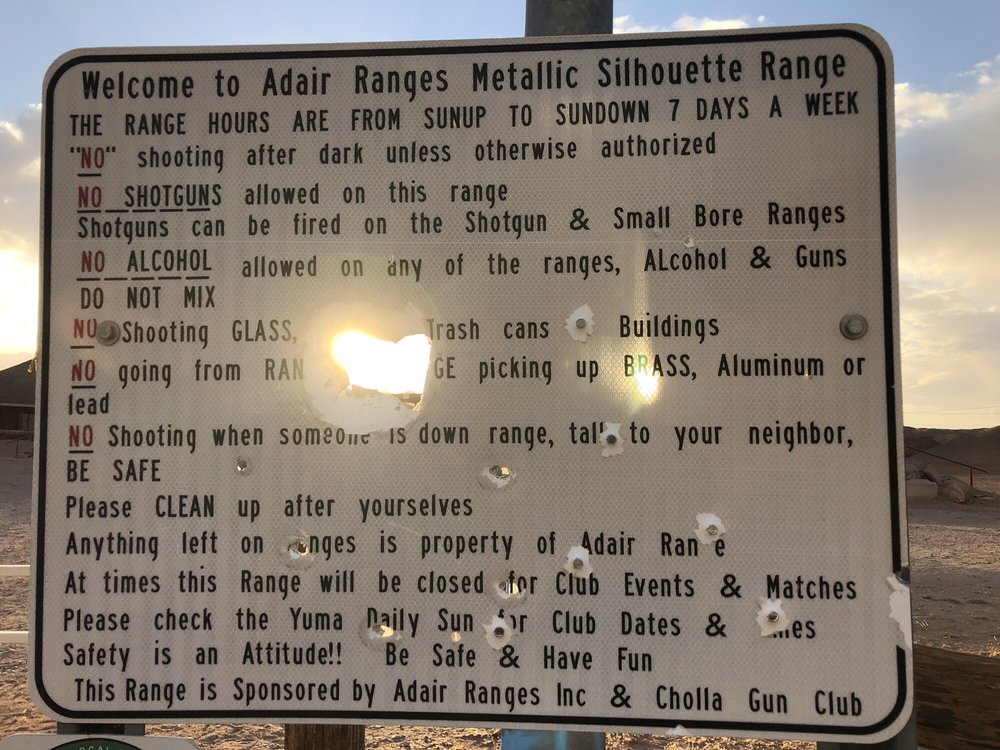 Welcome to Adair Ranges Metallic Silhouette Range
THE RANGE HOURS ARE FROM SUNUP TO SUNDOWN 7 DAYS A WEEK
"NO" shooting after dark unless otherwise authorized
NO SHOTGUNS allowed on this range
Shotguns can be fired on the Shotgun & Small Bore Ranges
NO ALCOHOL allowed on any of the ranges, ALcohol & Guns
DO NOT MIX
NO Shooting GLASS, Trash cans Buildings
NO going from picking up BRASS, Aluminum or
lead
NO Shooting when someone is down range, talk to your neighbor,
BE SAFE
Please CLEAN up after yourselves
Anything left on is property of Adair
At times this Range will be closed for Club Events & Matches
Please check the Yuma Daily Sun for Club Dates &
Safety is an Attitude!! Be Safe & Have Fun
This Range is Sponsored by Adair Ranges Inc & Cholla Gun Club